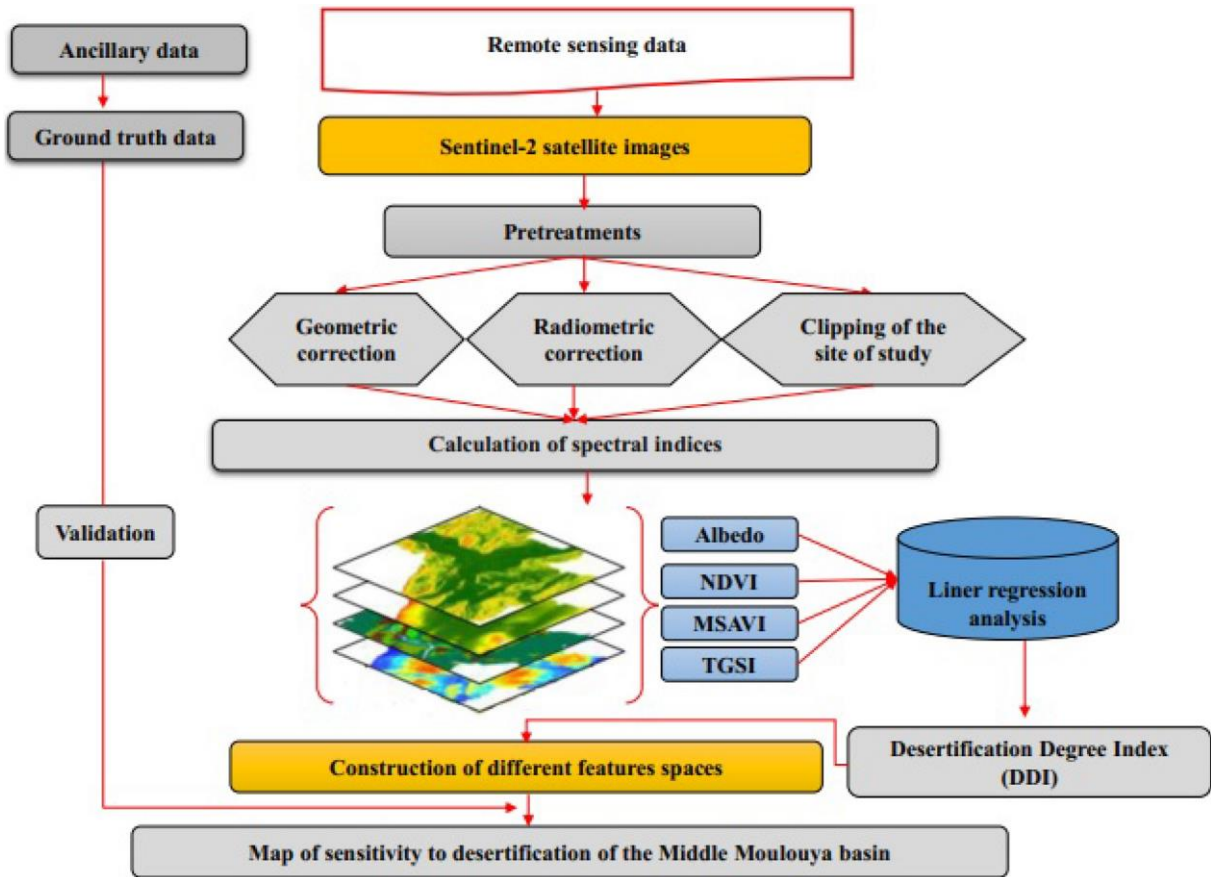 Ancillary data
Ground truth data
Remote sensing data
Sentinel-2 satellite images
Pretreatments
Geometric
correction
Radiometric
correction
Clipping of the
site of study
Calculation of spectral indices
Validation
Albedo
NDVI
MSAVI
TGSI
Liner regression
analysis
Desertification Degree Index
(DDI)
Construction of different features spaces
Map of sensitivity to desertification of the Middle Moulouya basin